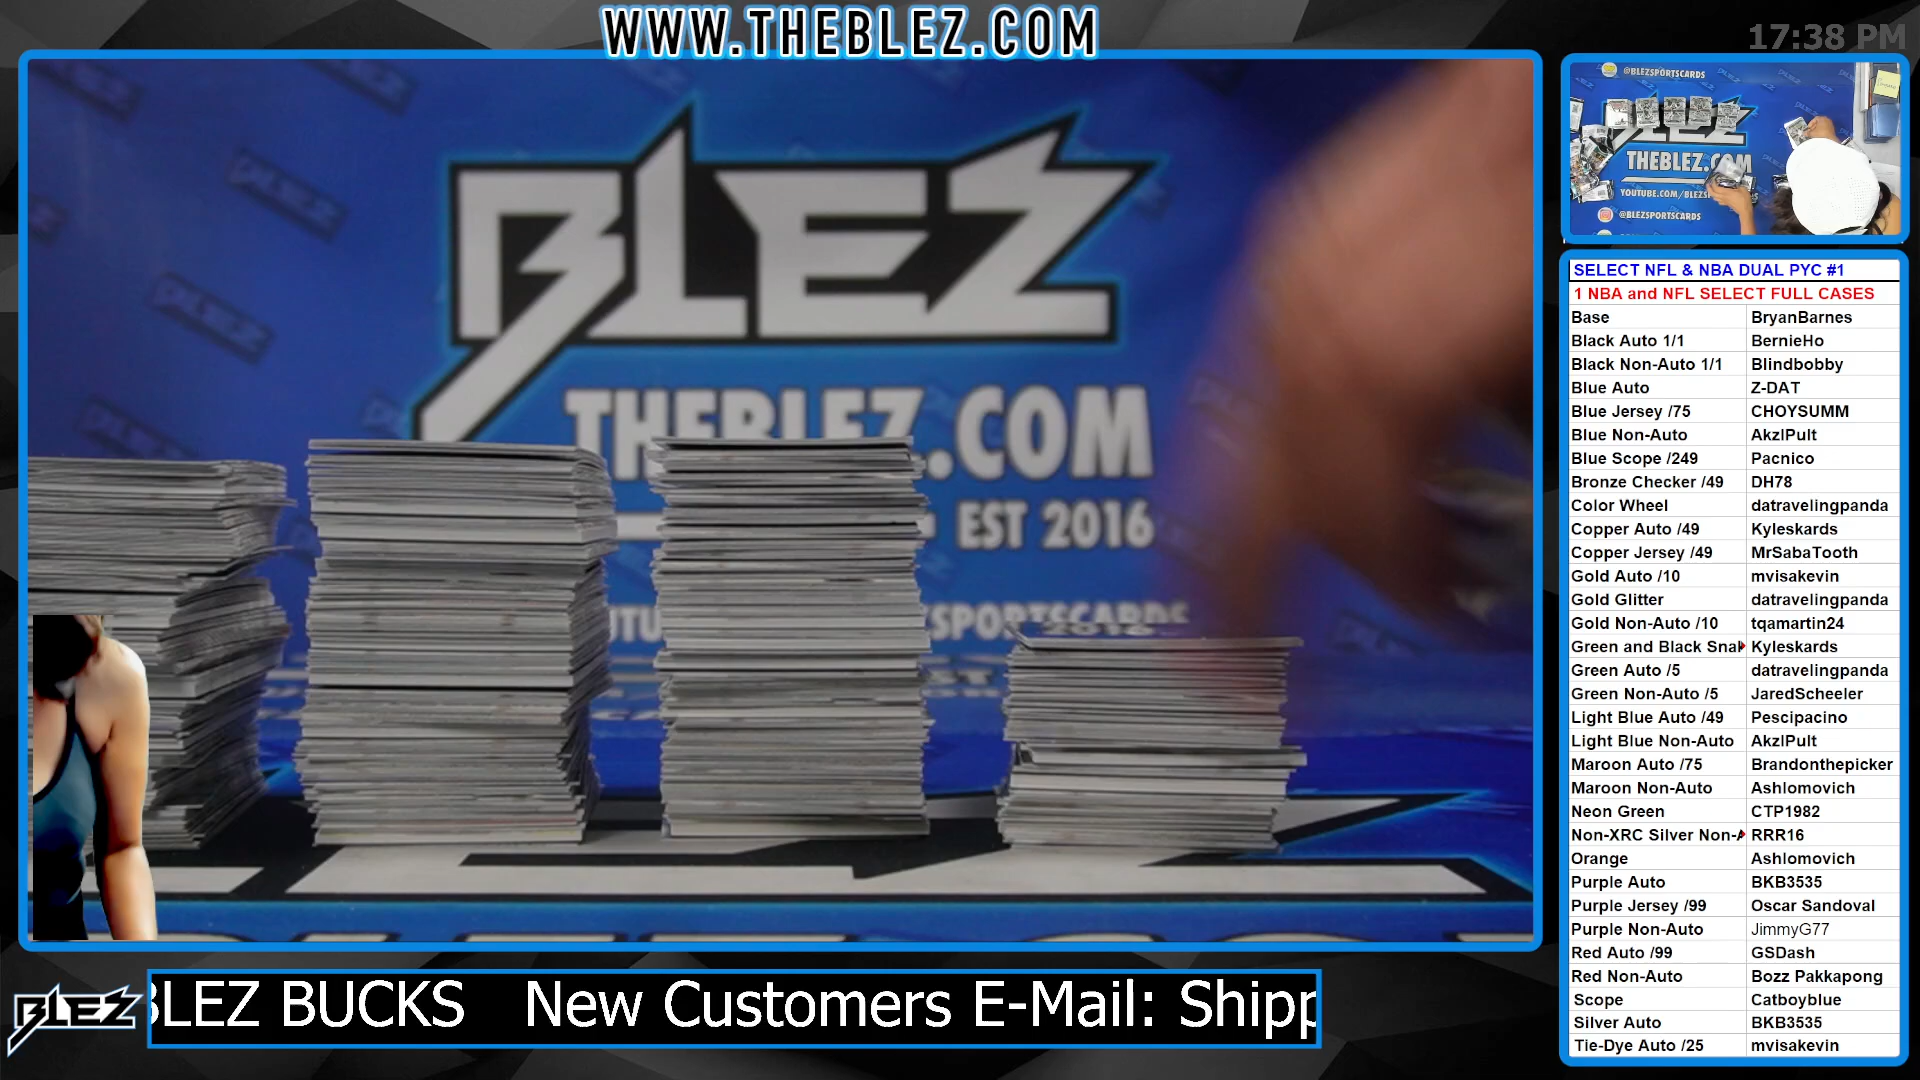 WWW.THEBLEZ.COM
17:38 PM
BLEZ
THEBLEZ.COM
EST 2016
@BLEZSPORTSCARDS
BLEZ
THEBLEZ.COM
@BLEZSPORTSCARDS
SELECT NFL & NBA DUAL PYC #1
1 NBA and NFL SELECT FULL CASES
Base BryanBarnes
Black Auto 1/1 BernieHo
Black Non-Auto 1/1 Blindbobby
Blue Auto Z-DAT
Blue Jersey /75 CHOYSUMM
Blue Non-Auto AkzlPult
Blue Scope /249 Pacnico
Bronze Checker /49 DH78
Color Wheel datravelingpanda
Copper Auto /49 Kyleskards
Copper Jersey /49 MrSabaTooth
Gold Auto /10 mvisakevin
Gold Glitter datravelingpanda
Gold Non-Auto /10 tqamartin24
Green and Black Snak Kyleskards
Green Auto /5 datravelingpanda
Green Non-Auto /5 JaredScheeler
Light Blue Auto /49 Pescipacino
Light Blue Non-Auto AkzlPult
Maroon Auto /75 Brandonthepicker
Maroon Non-Auto Ashlomovich
Neon Green CTP1982
Non-XRC Silver Non-A RRR16
Orange Ashlomovich
Purple Auto BKB3535
Purple Jersey /99 Oscar Sandoval
Purple Non-Auto JimmyG77
Red Auto /99 GSDash
Red Non-Auto Bozz Pakkapong
Scope Catboyblue
Silver Auto BKB3535
Tie-Dye Auto /25 mvisakevin
BLEZ
BLEZ BUCKS New Customers E-Mail: Shipp